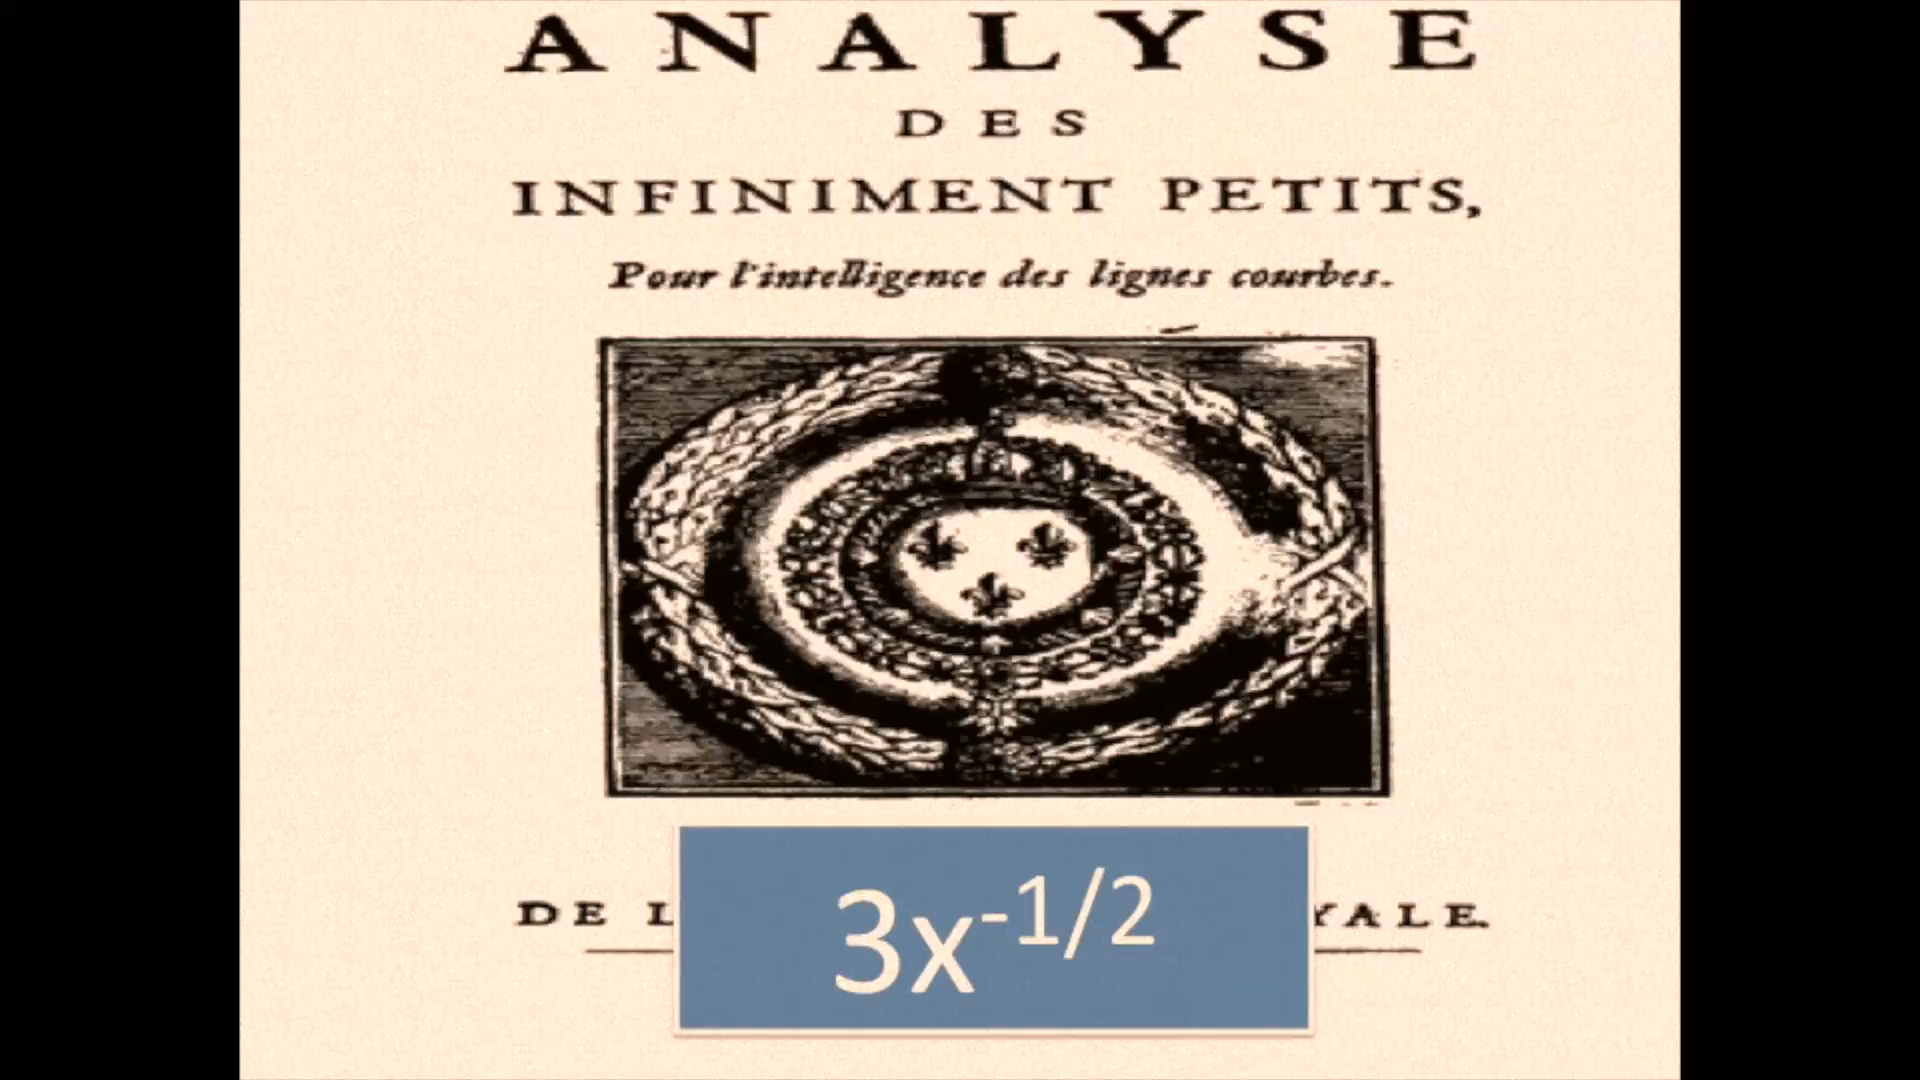 ANALYSE
DES
INFINIMENT PETITS,
Pour l'intelligence des lignes courbes.
DE L YALE.
3x-1/2